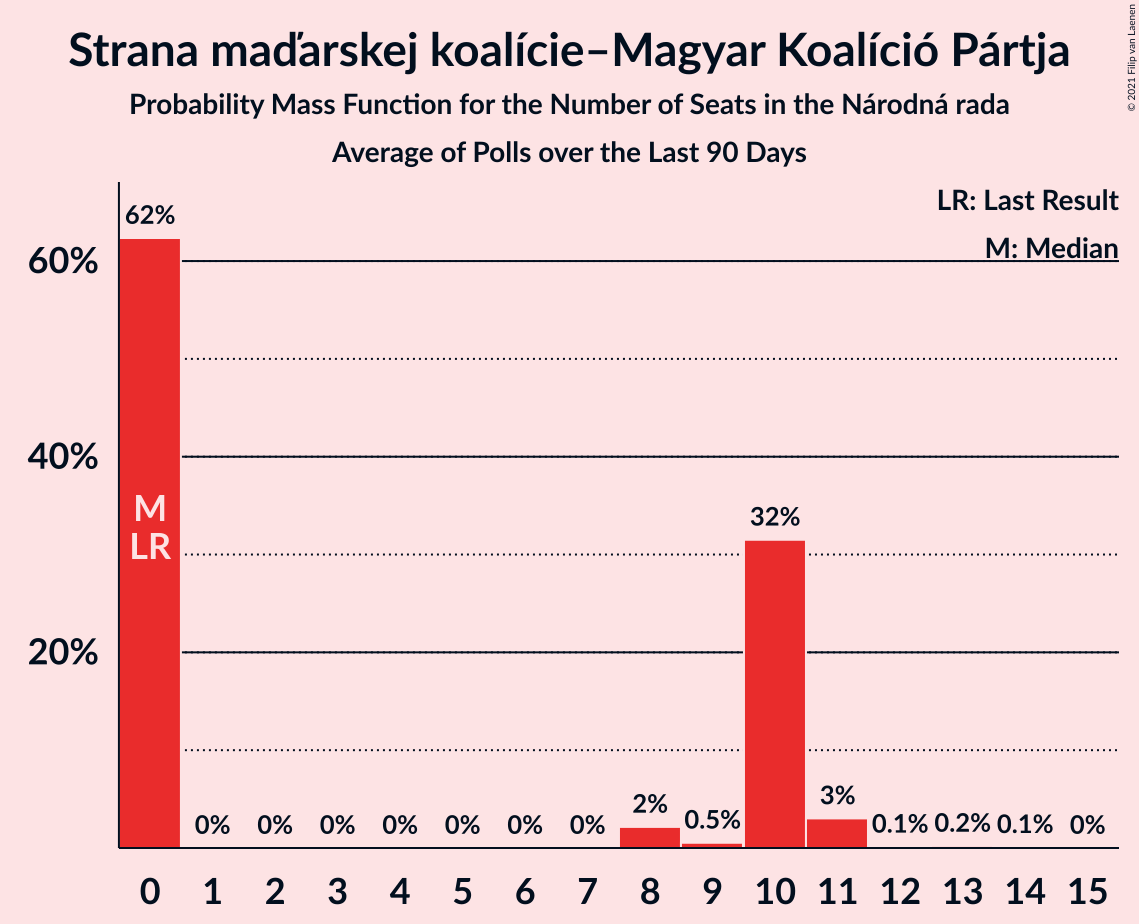 Strana maďarskej koalície–Magyar Koalíció Pártja
Probability Mass Function for the Number of Seats in the Národná rada
Average of Polls over the Last 90 Days
© 2021 Filip van Laenen
LR: Last Result
M: Median
60%
40%
20%
62%
M
LR
0%
0%
0%
0%
0%
0%
0%
2%
0.5%
32%
3%
0.1%
0.2%
0.1%
0%
0 1 2 3 4 5 6 7 8 9 10 11 12 13 14 15